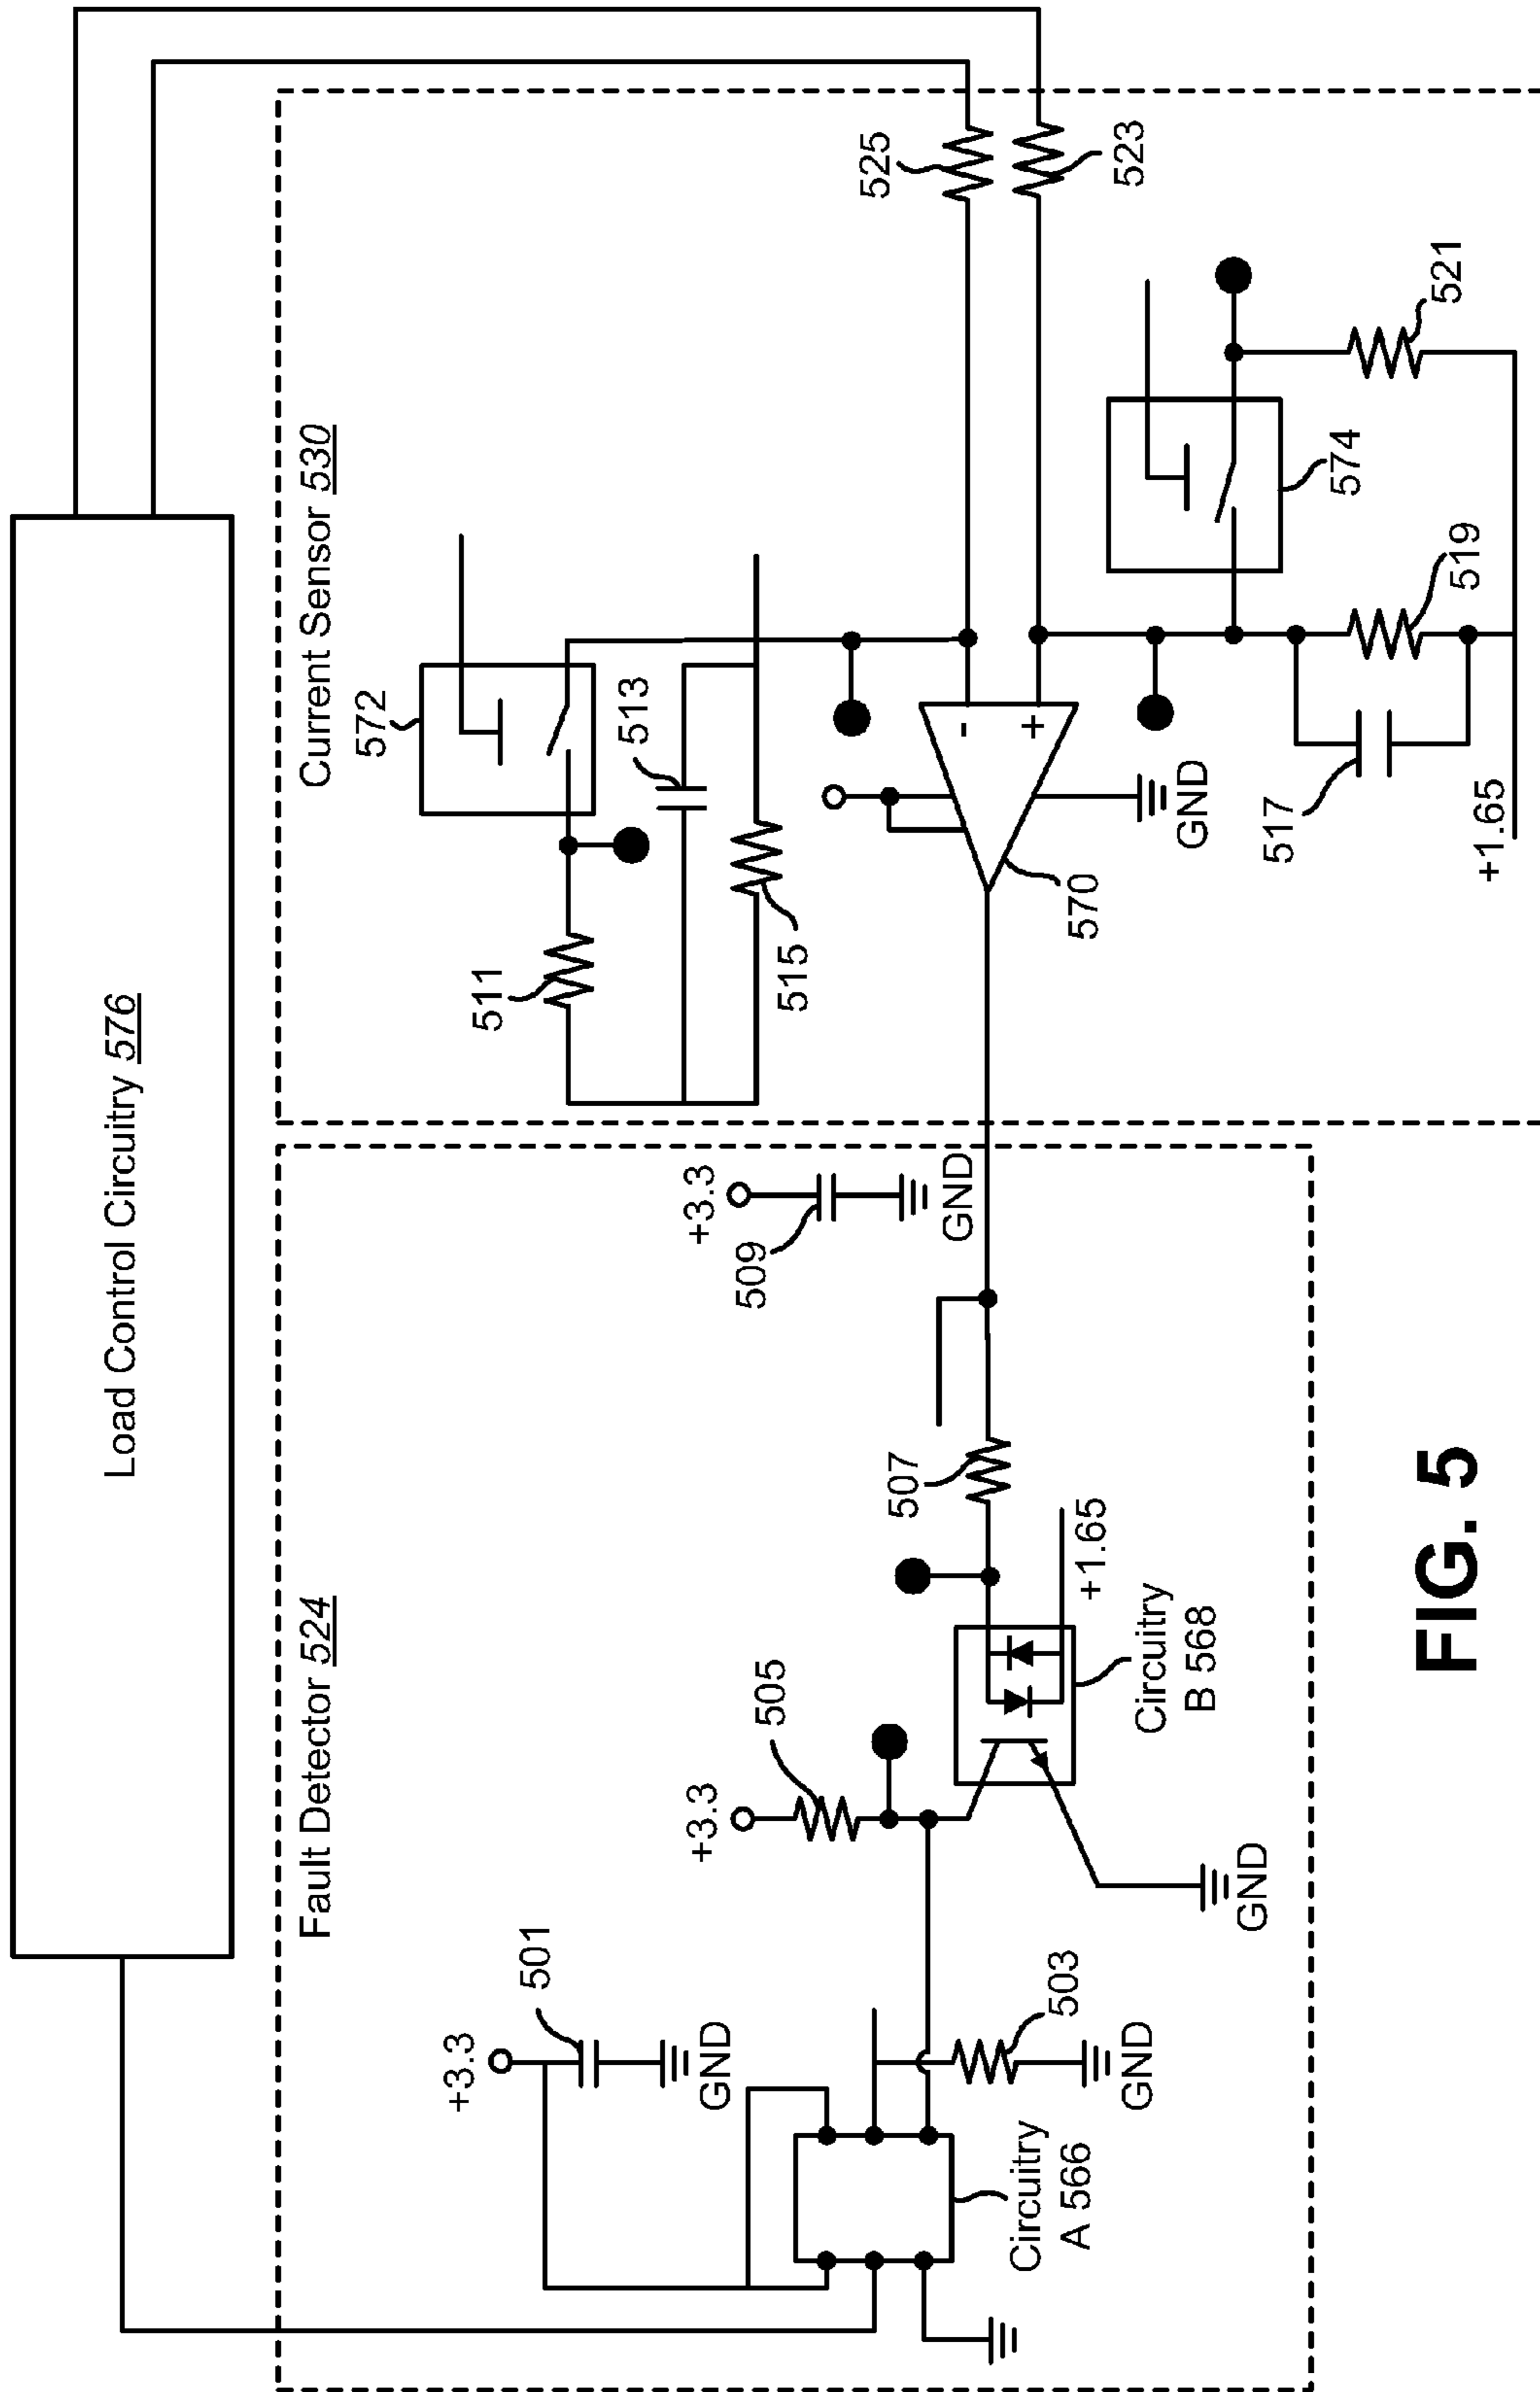 Load Control Circuitry 576
Fault Detector 524
Current Sensor 530
+3.3
501
GND
Circuitry
A 566
503
GND
+3.3
505
Circuitry
B 568
GND
+1.65
507
+3.3
509
GND
511
572
513
515
525
523
-
+
570
GND
517
519
574
521
+1.65
FIG. 5